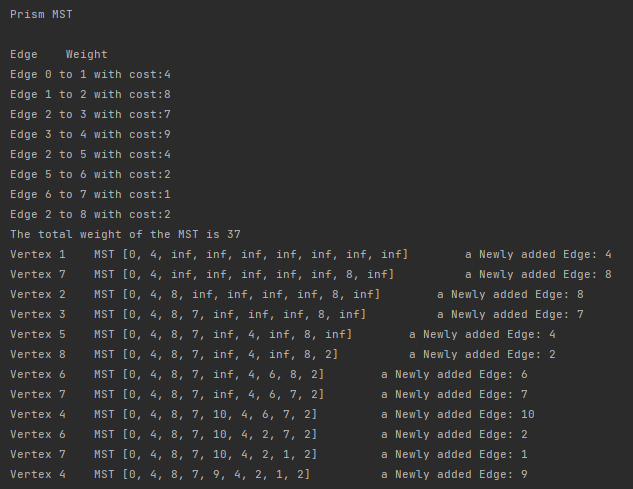 Prism MST
Edge    Weight
Edge 0 to 1 with cost:4
Edge 1 to 2 with cost:8
Edge 2 to 3 with cost:7
Edge 3 to 4 with cost:9
Edge 2 to 5 with cost:4
Edge 5 to 6 with cost:2
Edge 6 to 7 with cost:1
Edge 2 to 8 with cost:2
The total weight of the MST is 37
Vertex 1    MST [0, 4, inf, inf, inf, inf, inf, inf, inf]        a Newly added Edge: 4
Vertex 7    MST [0, 4, inf, inf, inf, inf, inf, 8, inf]          a Newly added Edge: 8
Vertex 2    MST [0, 4, 8, inf, inf, inf, inf, 8, inf]        a Newly added Edge: 8
Vertex 3    MST [0, 4, 8, 7, inf, inf, inf, 8, inf]          a Newly added Edge: 7
Vertex 5    MST [0, 4, 8, 7, inf, 4, inf, 8, inf]        a Newly added Edge: 4
Vertex 8    MST [0, 4, 8, 7, inf, 4, inf, 8, 2]          a Newly added Edge: 2
Vertex 6    MST [0, 4, 8, 7, inf, 4, 6, 8, 2]        a Newly added Edge: 6
Vertex 7    MST [0, 4, 8, 7, inf, 4, 6, 7, 2]        a Newly added Edge: 7
Vertex 4    MST [0, 4, 8, 7, 10, 4, 6, 7, 2]         a Newly added Edge: 10
Vertex 6    MST [0, 4, 8, 7, 10, 4, 2, 7, 2]         a Newly added Edge: 2
Vertex 7    MST [0, 4, 8, 7, 10, 4, 2, 1, 2]         a Newly added Edge: 1
Vertex 4    MST [0, 4, 8, 7, 9, 4, 2, 1, 2]          a Newly added Edge: 9